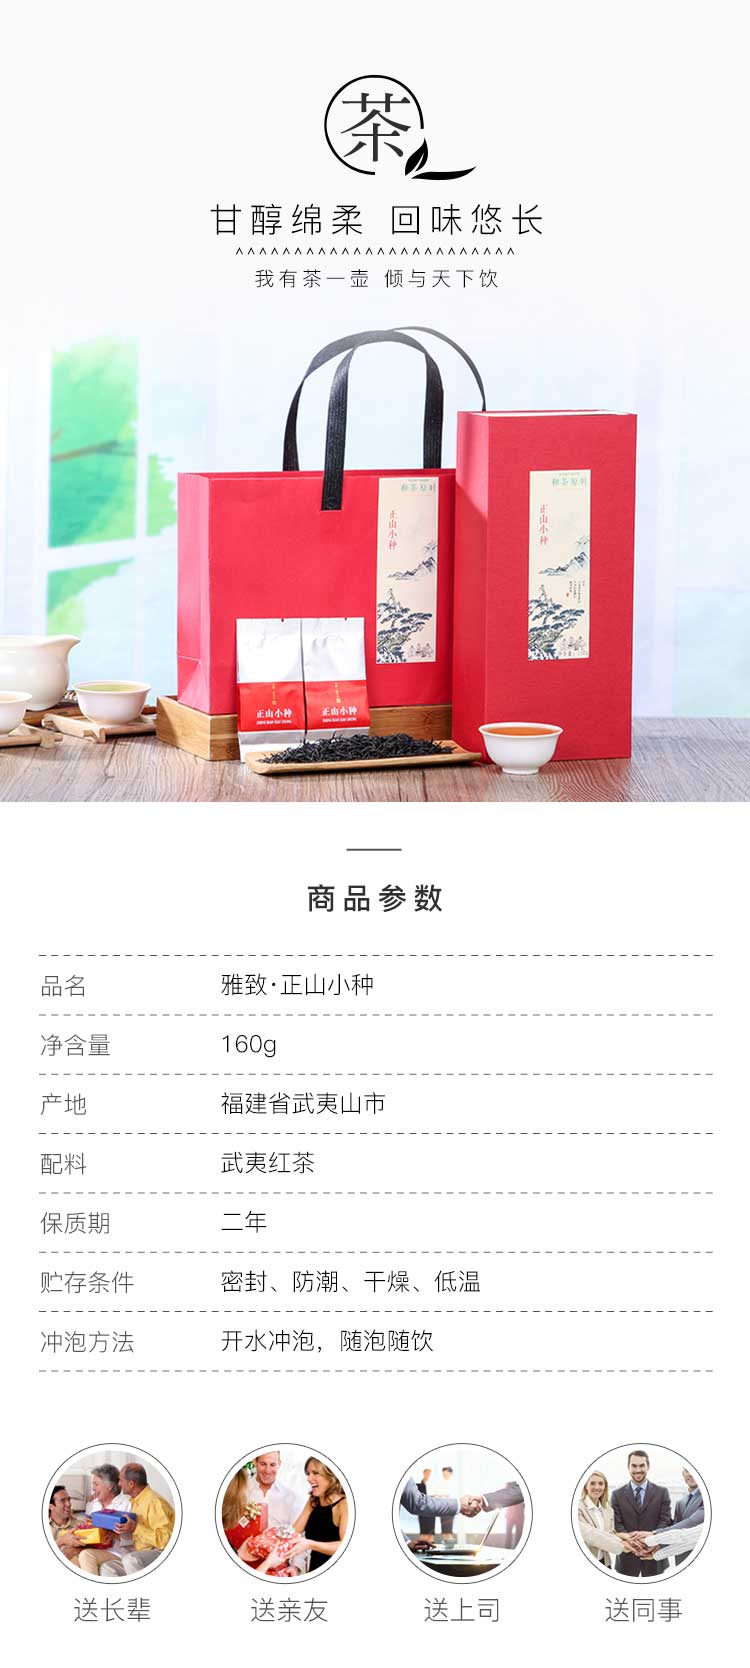 茶
甘醇绵柔 回味悠长
我有茶一壶 倾与天下饮
正山小种
正山小种
正山小种
正山小种
商品参数
品名 雅致·正山小种
净含量 160g
产地 福建省武夷山市
配料 武夷红茶
保质期 二年
贮存条件 密封、防潮、干燥、低温
冲泡方法 开水冲泡，随泡随饮
送长辈 送亲友 送上司 送同事